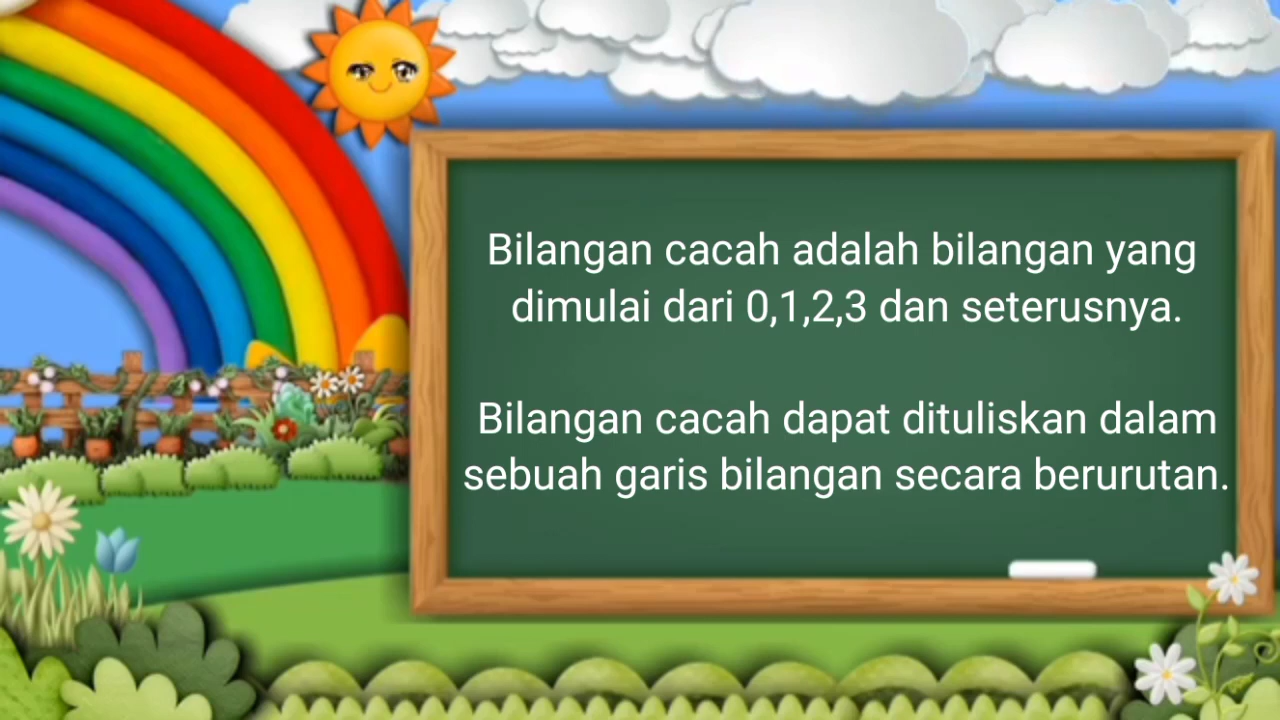 Bilangan cacah adalah bilangan yang
dimulai dari 0,1,2,3 dan seterusnya.
Bilangan cacah dapat dituliskan dalam
sebuah garis bilangan secara berurutan.